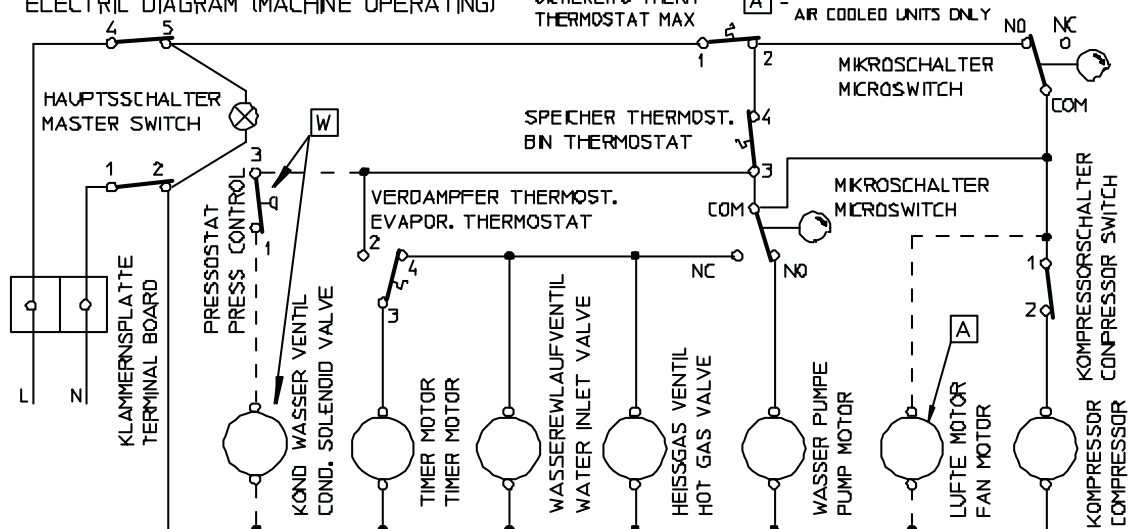 ELECTRIC DIAGRAM (MACHINE OPERATING)
THERMOSTAT MAX
A -
AIR COOLED UNITS ONLY
4
5
1
2
NO
NC
HAUPTSSCHALTER
MASTER SWITCH
W
SPEICHER THERMOST.
BIN THERMOSTAT
4
3
MIKROSCHALTER
MICROSWITCH
COM
1
2
3
1
PRESSOSTAT
PRESS CONTROL
VERDAMPFER THERMOST.
EVAPOR. THERMOSTAT
2
4
3
COM
MIKROSCHALTER
MICROSWITCH
NC
NO
KOMPRESSORSCHALTER
CONPRESSOR SWITCH
1
2
A
L
N
KLAMMERNSPLATTE
TERMINAL BOARD
KOND WASSER VENTIL
COND. SOLENOID VALVE
TIMER MOTOR
TIMER MOTOR
WASSEREWLAUFVENTIL
WATER INLET VALVE
HEISSGAS VENTIL
HOT GAS VALVE
WASSER PUMPE
PUMP MOTOR
LUFTE MOTOR
FAN MOTOR
KOMPRESSOR
COMPRESSOR